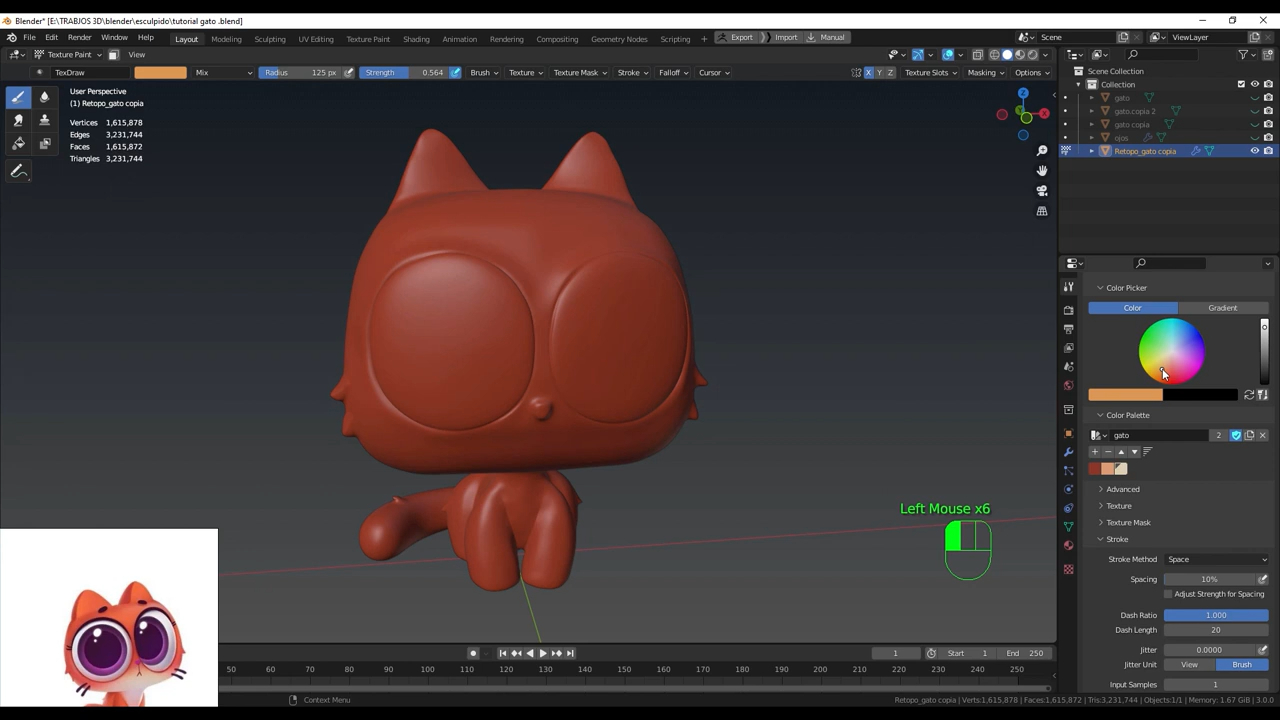 Blender* [E:\TRABJOS 3D\blender\esculpido\tutorial gato .blend]
File Edit Render Window Help Layout Modeling Sculpting UV Editing Texture Paint Shading Animation Rendering Compositing Geometry Nodes Scripting + Export Import Manual Scene ViewLayer
Texture Paint View
TexDraw Mix Radius 125 px Strength 0.564 Brush Texture Texture Mask Stroke Falloff Cursor X Y Z Texture Slots Masking Options
User Perspective
(1) Retopo_gato copia
Vertices 1,615,878
Edges 3,231,744
Faces 1,615,872
Triangles 3,231,744
Z
X
Y
Scene Collection
Collection
gato
gato.copia 2
gato copia
ojos
Retopo_gato copia
Color Picker
Color Gradient
Color Palette
gato 2
Advanced
Texture
Texture Mask
Stroke
Stroke Method Space
Spacing 10%
Adjust Strength for Spacing
Dash Ratio 1.000
Dash Length 20
Jitter 0.0000
Jitter Unit View Brush
Input Samples 1
Left Mouse x6
1 Start 1 End 250
50 60 70 80 90 100 110 120 130 140 150 160 170 180 190 200 210 220 230 240 250
Context Menu
Retopo_gato copia | Verts:1,615,878 | Faces:1,615,872 | Tris:3,231,744 | Objects:1/1 | Memory: 1.67 GiB | 3.0.0